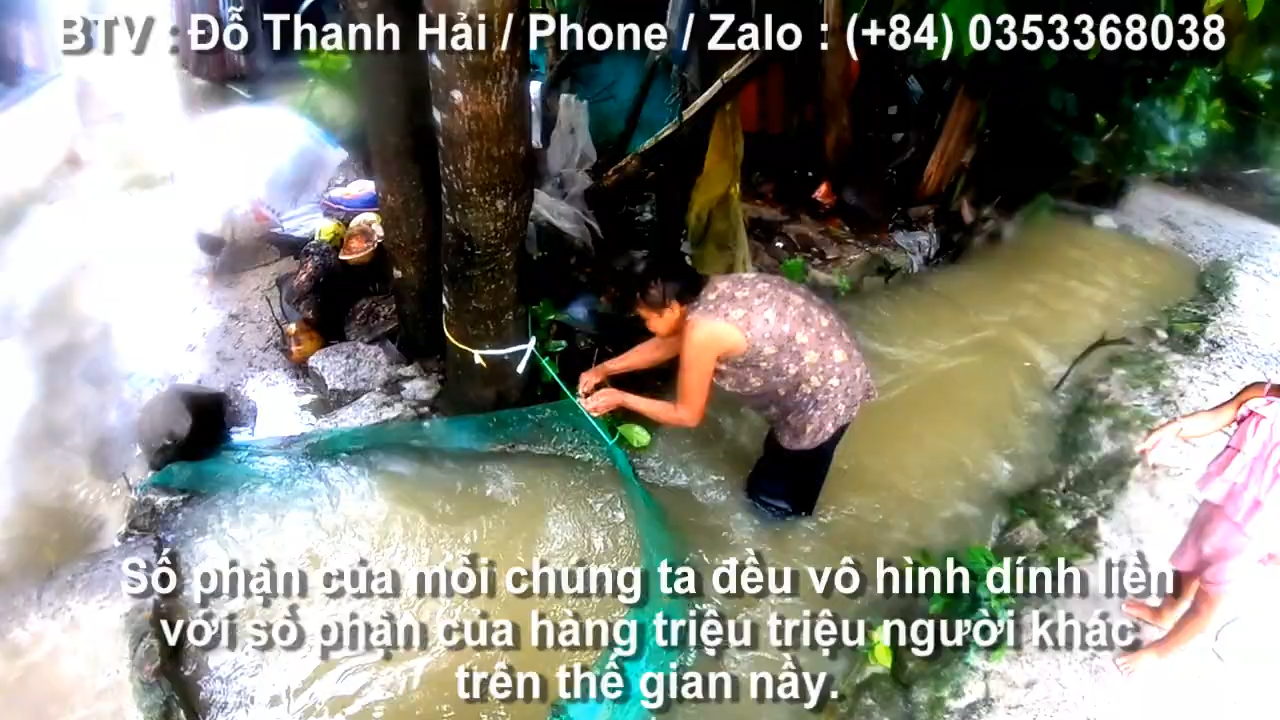 BTV : Đỗ Thanh Hải / Phone / Zalo : (+84) 0353368038
Số phận của mỗi chúng ta đều vô hình dính liền
với số phận của hàng triệu triệu người khác
trên thế gian nầy.